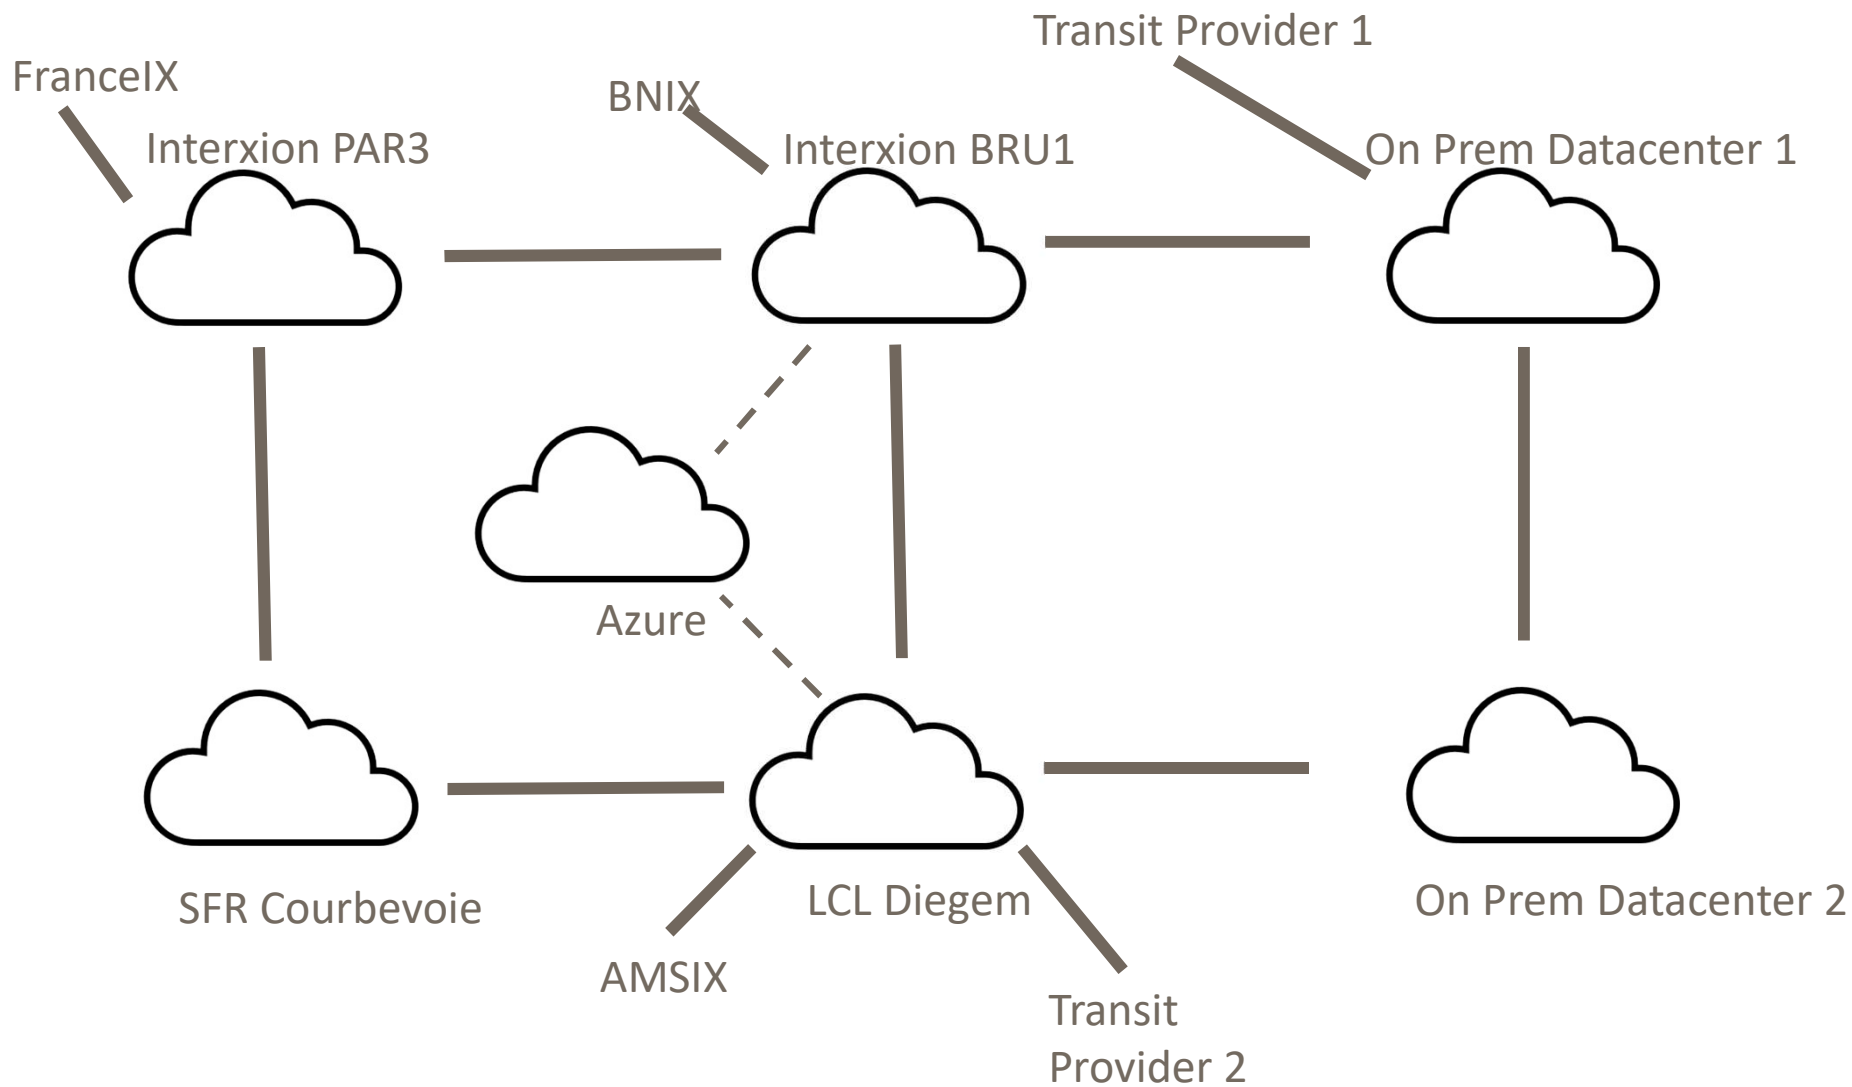 Transit Provider 1
FranceIX
BNIX
Interxion PAR3
Interxion BRU1
On Prem Datacenter 1
Azure
SFR Courbevoie
LCL Diegem
On Prem Datacenter 2
AMSIX
Transit
Provider 2